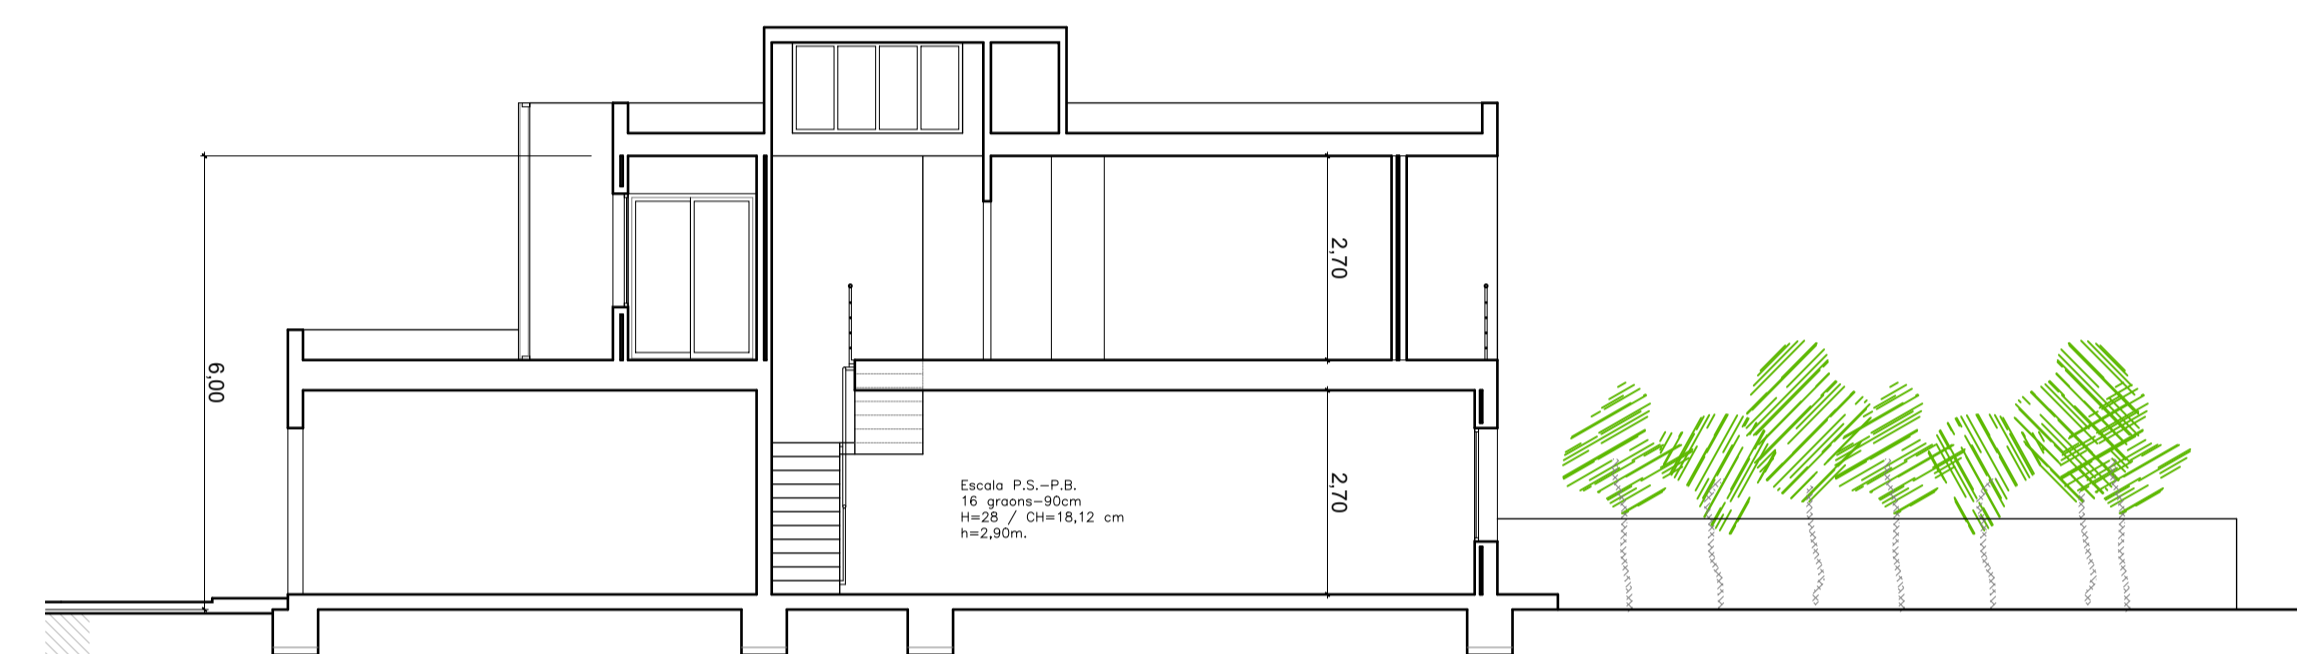 2,70
6,00
2,70
Escala P.S.-P.B.
16 graons-90cm
H=28 / CH=18,12 cm
h=2,90m.